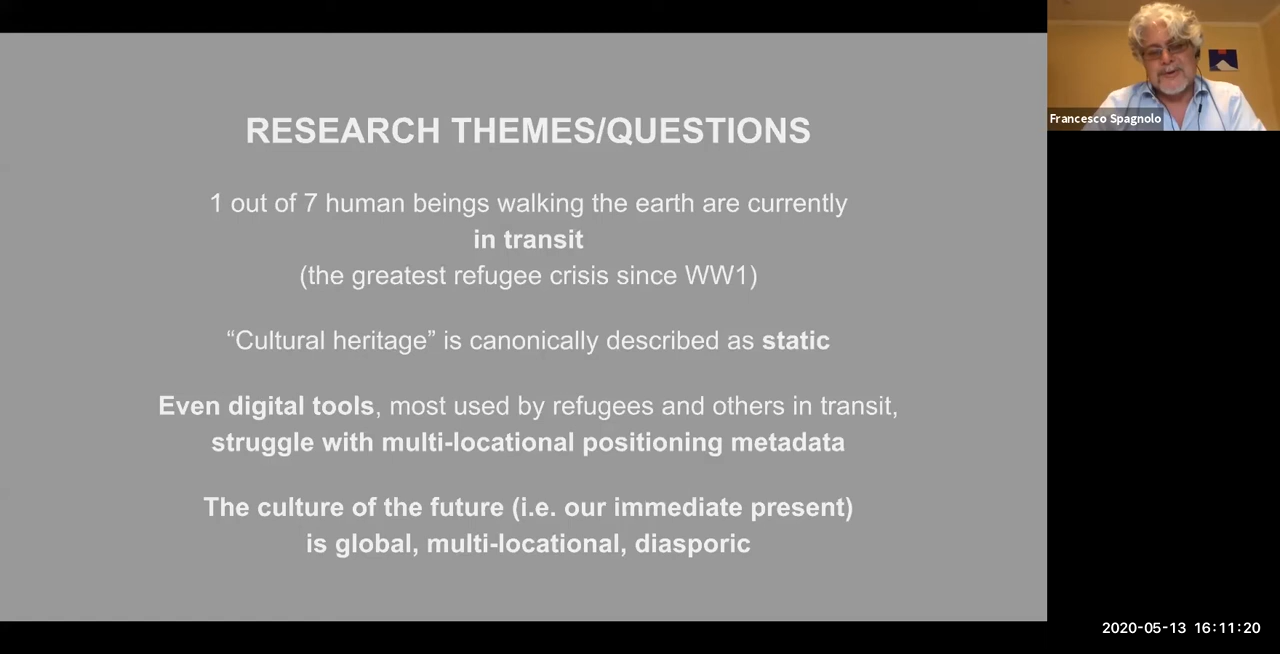 RESEARCH THEMES/QUESTIONS
1 out of 7 human beings walking the earth are currently
in transit
(the greatest refugee crisis since WW1)
“Cultural heritage” is canonically described as static
Even digital tools, most used by refugees and others in transit,
struggle with multi-locational positioning metadata
The culture of the future (i.e. our immediate present)
is global, multi-locational, diasporic
Francesco Spagnolo
2020-05-13 16:11:20